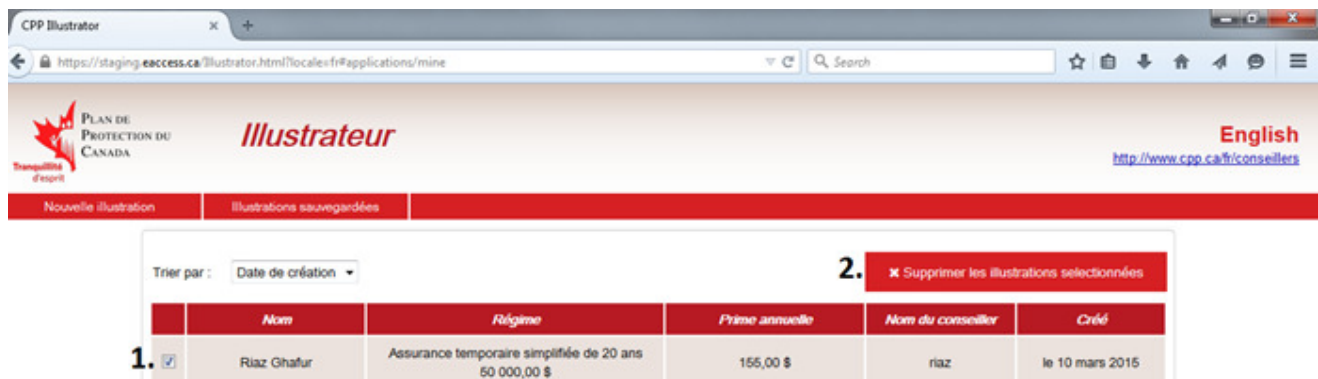 CPP Illustrator
https://staging.eaccess.ca/Illustrator.html?locale=fr#applications/mine
Search
PLAN DE
PROTECTION DU
CANADA
Tranquillité
d'esprit
Illustrateur
English
http://www.cpp.ca/fr/conseillers
Nouvelle illustration Illustrations sauvegardées
Trier par : Date de création 2. Supprimer les illustrations selectionnées
Nom Régime Prime annuelle Nom du conseiller Créé
1. Riaz Ghafur Assurance temporaire simplifiée de 20 ans 155,00 $ riaz le 10 mars 2015
50 000,00 $